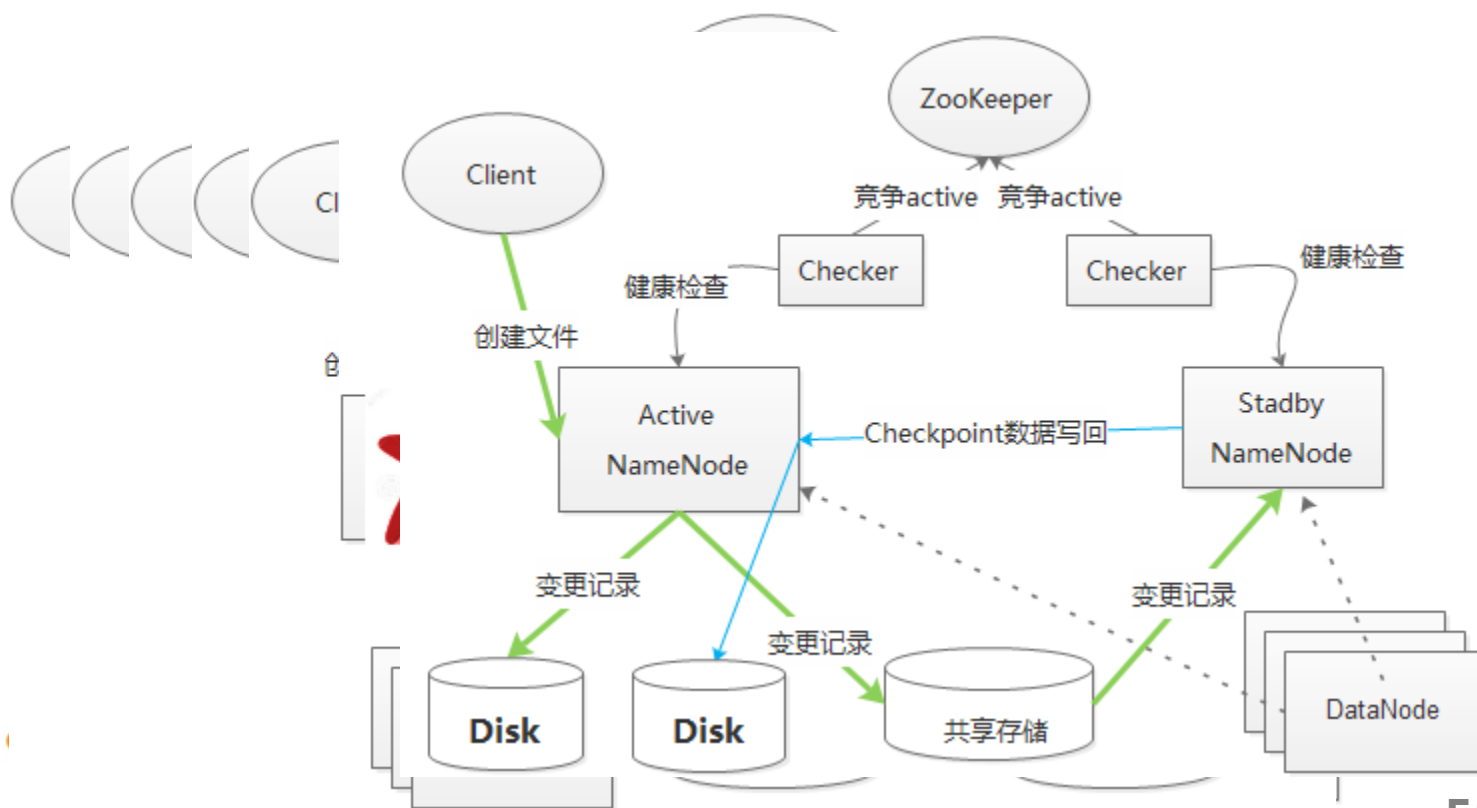 ZooKeeper
Client
Cl
竞争active
竞争active
Checker
Checker
健康检查
健康检查
创建文件
Active
NameNode
Stadby
NameNode
Checkpoint数据写回
变更记录
变更记录
变更记录
Disk
Disk
共享存储
DataNode